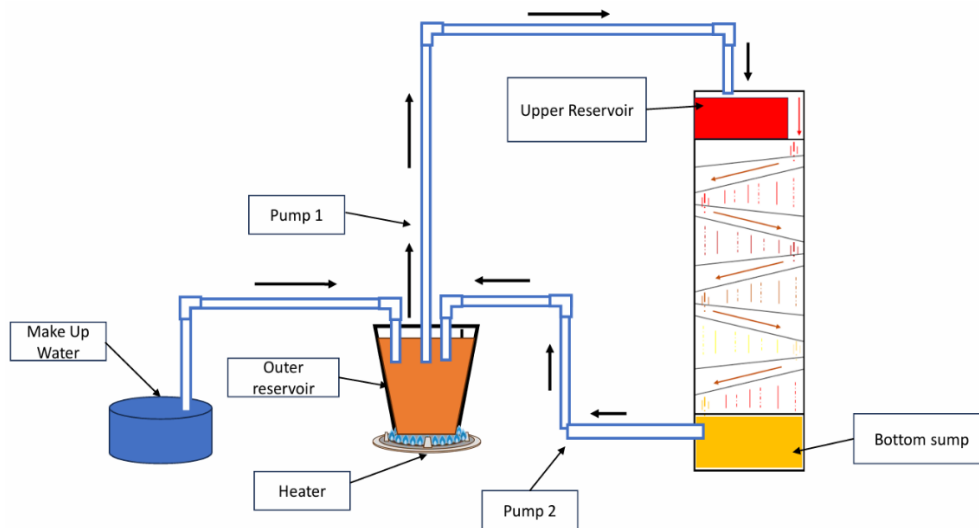 Upper Reservoir
Pump 1
Make Up
Water
Outer
reservoir
Bottom sump
Heater
Pump 2